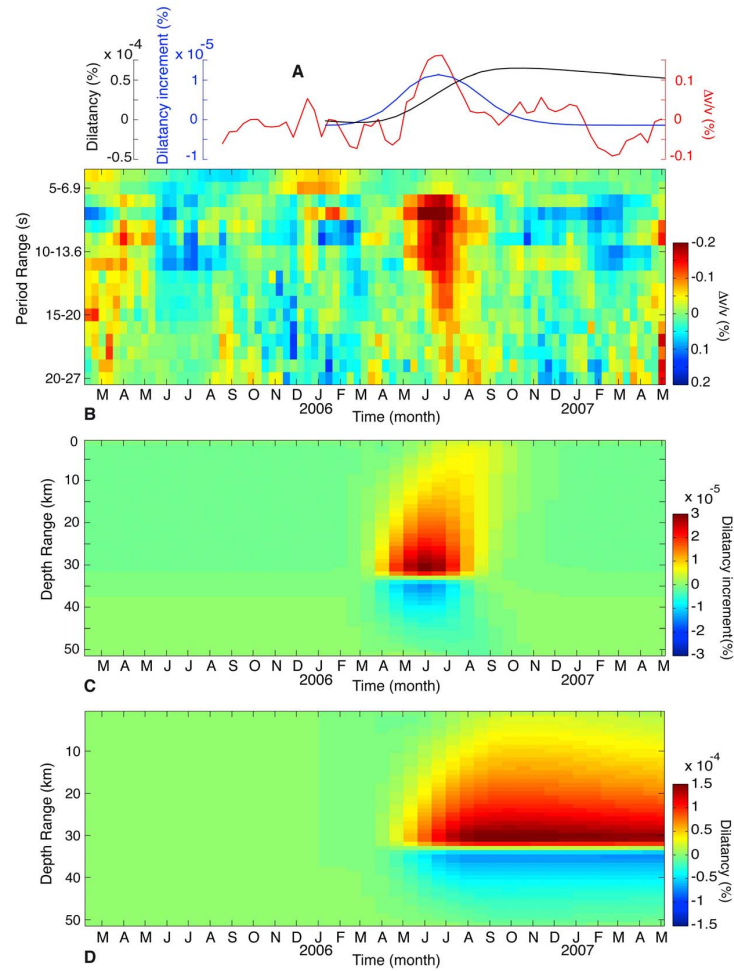 A
Dilatancy (%)
x 10-4
0.5
0
-0.5
Dilatancy increment (%)
x 10-5
1
0
-1
0.1
0
-0.1
Δv/v (%)
Period Range (s)
5-6.9
10-13.6
15-20
20-27
M A M J J A S O N D J F M A M J J A S O N D J F M A M
2006 2007
Time (month)
B
-0.2
-0.1
0
0.1
0.2
Δv/v (%)
Depth Range (km)
0
10
20
30
40
50
M A M J J A S O N D J F M A M J J A S O N D J F M A M
2006 2007
Time (month)
C
x 10-5
3
2
1
0
-1
-2
-3
Dilatancy increment(%)
Depth Range (km)
10
20
30
40
50
M A M J J A S O N D J F M A M J J A S O N D J F M A M
2006 2007
Time (month)
D
x 10-4
1.5
1
0.5
0
-0.5
-1
-1.5
Dilatancy (%)